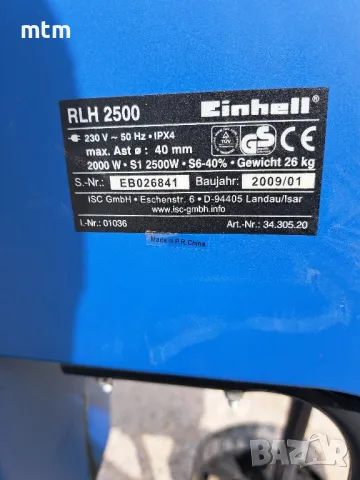 mtm
RLH 2500
Einhell
230 V ~ 50 Hz • IPX4
max. Ast ø : 40 mm
2000 W • S1 2500W • S6-40% • Gewicht 26 kg
S.-Nr.: EB026841 Baujahr: 2009/01
ISC GmbH • Eschenstr. 6 • D-94405 Landau/Isar
www.isc-gmbh.info
I.-Nr.: 01036 Art.-Nr.: 34.305.20
Made in P.R.China
BAZAR
bg